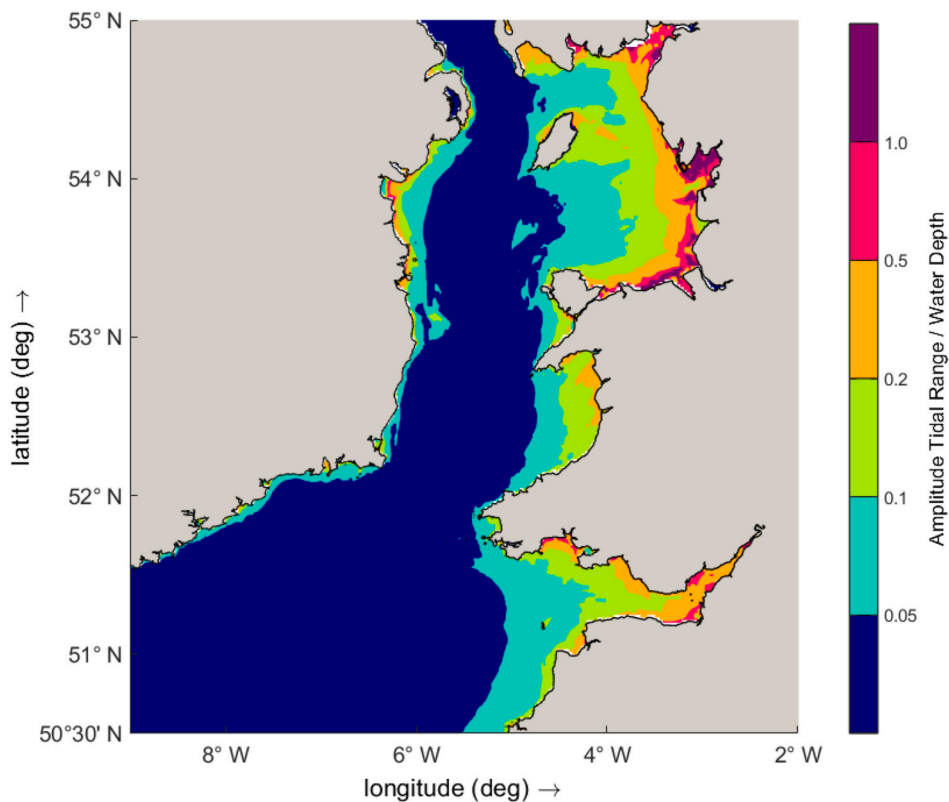 55° N
54° N
53° N
52° N
51° N
50°30' N
latitude (deg) →
8° W
6° W
4° W
2° W
longitude (deg) →
1.0
0.5
0.2
0.1
0.05
Amplitude Tidal Range / Water Depth